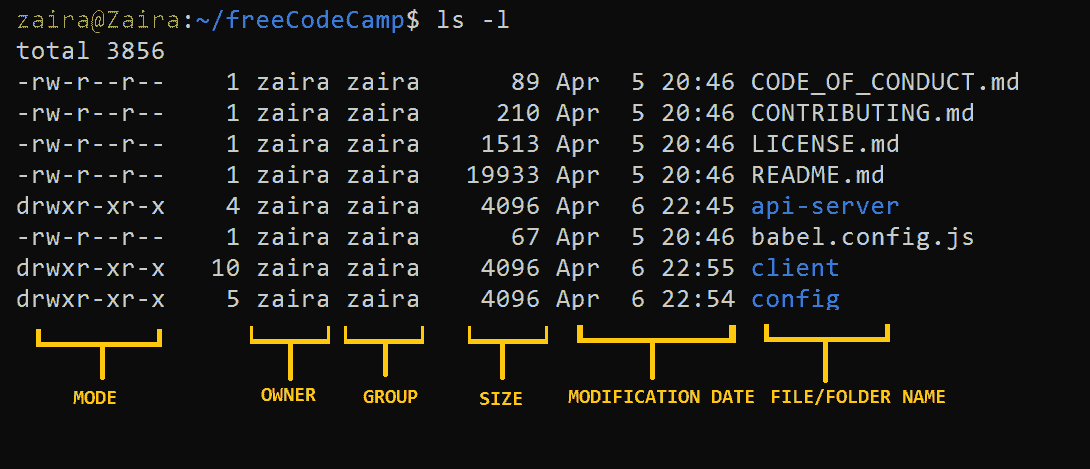 zaira@Zaira:~/freeCodeCamp$ ls -l
total 3856
-rw-r--r-- 1 zaira zaira 89 Apr 5 20:46 CODE_OF_CONDUCT.md
-rw-r--r-- 1 zaira zaira 210 Apr 5 20:46 CONTRIBUTING.md
-rw-r--r-- 1 zaira zaira 1513 Apr 5 20:46 LICENSE.md
-rw-r--r-- 1 zaira zaira 19933 Apr 5 20:46 README.md
drwxr-xr-x 4 zaira zaira 4096 Apr 6 22:45 api-server
-rw-r--r-- 1 zaira zaira 67 Apr 5 20:46 babel.config.js
drwxr-xr-x 10 zaira zaira 4096 Apr 6 22:55 client
drwxr-xr-x 5 zaira zaira 4096 Apr 6 22:54 config
MODE OWNER GROUP SIZE MODIFICATION DATE FILE/FOLDER NAME